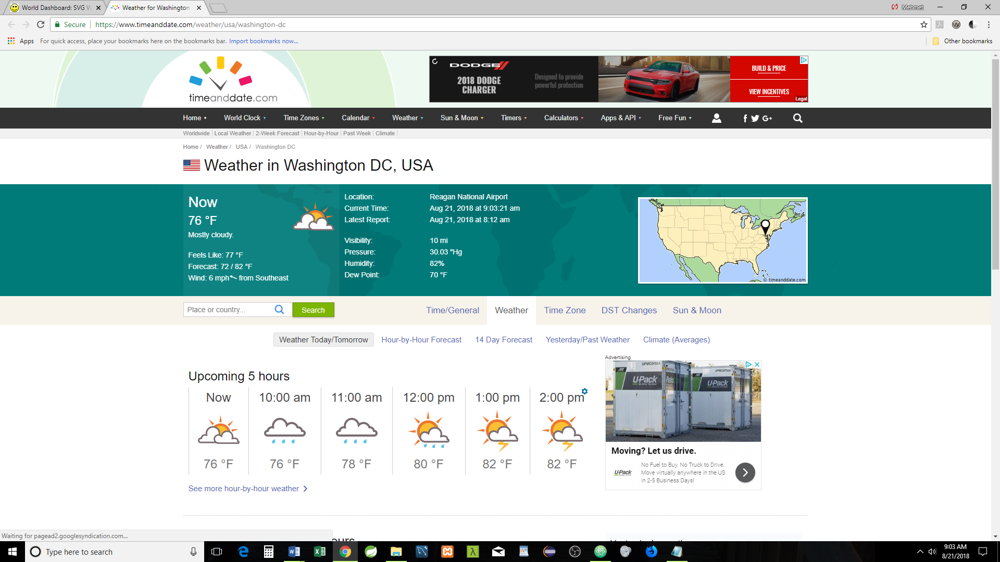 World Dashboard: SVG W
Weather for Washington
Mehmet
Secure
https://www.timeanddate.com/weather/usa/washington-dc
Apps
For quick access, place your bookmarks here on the bookmarks bar. Import bookmarks now...
Other bookmarks
timeanddate.com
DODGE
2018 DODGE
CHARGER
Designed to provide
powerful protection
BUILD & PRICE
VIEW INCENTIVES
Legal
Home
World Clock
Time Zones
Calendar
Weather
Sun & Moon
Timers
Calculators
Apps & API
Free Fun
Worldwide
Local Weather
2-Week Forecast
Hour-by-Hour
Past Week
Climate
Home /
Weather /
USA /
Washington DC
Weather in Washington DC, USA
Now
76 °F
Mostly cloudy.
Feels Like: 77 °F
Forecast: 72 / 82 °F
Wind: 6 mph from Southeast
Location: Reagan National Airport
Current Time: Aug 21, 2018 at 9:03:21 am
Latest Report: Aug 21, 2018 at 8:12 am
Visibility: 10 mi
Pressure: 30.03 "Hg
Humidity: 82%
Dew Point: 70 °F
© timeanddate.com
Place or country...
Search
Time/General
Weather
Time Zone
DST Changes
Sun & Moon
Weather Today/Tomorrow
Hour-by-Hour Forecast
14 Day Forecast
Yesterday/Past Weather
Climate (Averages)
Upcoming 5 hours
Now
10:00 am
11:00 am
12:00 pm
1:00 pm
2:00 pm
76 °F
76 °F
78 °F
80 °F
82 °F
82 °F
See more hour-by-hour weather
Advertising
U-Pack
U-Pack
Moving? Let us drive.
U-Pack
No Fuel to Buy. No Truck to Drive.
Move virtually anywhere in the US
in 2-5 Business Days!
Waiting for pagead2.googlesyndication.com...
Type here to search
9:03 AM
8/21/2018